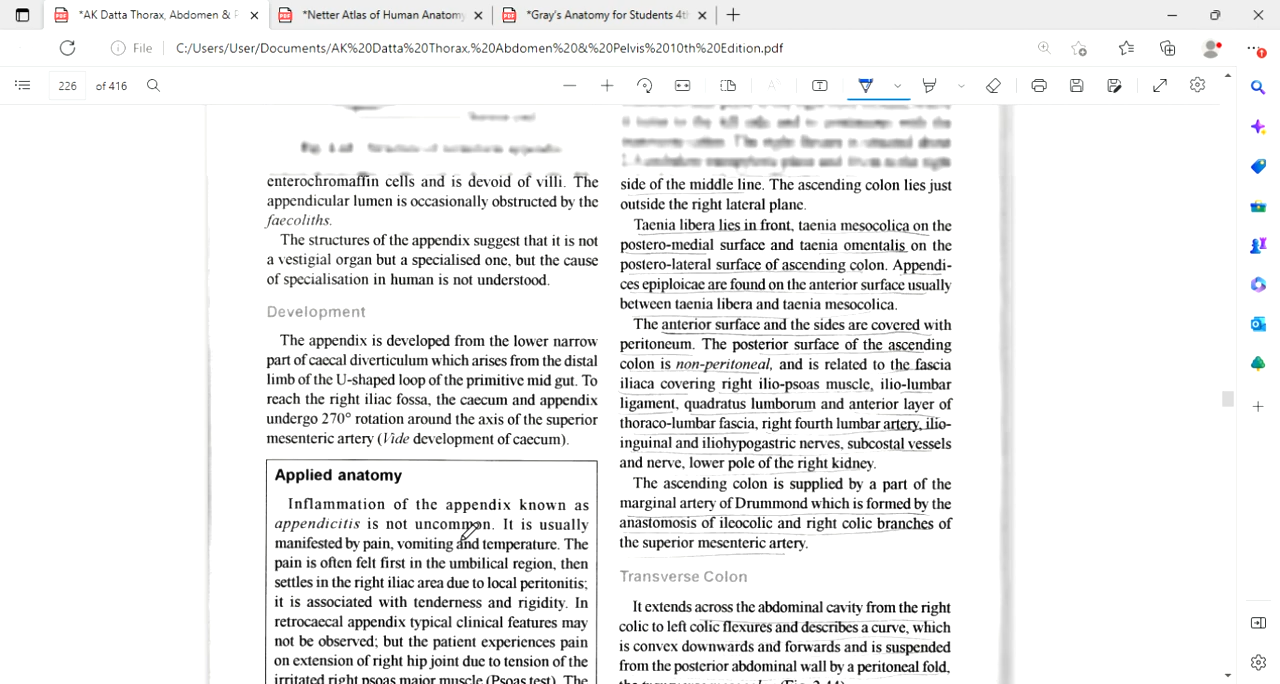 *AK Datta Thorax, Abdomen & P
*Netter Atlas of Human Anatomy
*Gray's Anatomy for Students 4th
File
C:/Users/User/Documents/AK%20Datta%20Thorax,%20Abdomen%20&%20Pelvis%2010th%20Edition.pdf
226
of 416
enterochromaffin cells and is devoid of villi. The
appendicular lumen is occasionally obstructed by the
faecoliths.
The structures of the appendix suggest that it is not
a vestigial organ but a specialised one, but the cause
of specialisation in human is not understood.
Development
The appendix is developed from the lower narrow
part of caecal diverticulum which arises from the distal
limb of the U-shaped loop of the primitive mid gut. To
reach the right iliac fossa, the caecum and appendix
undergo 270° rotation around the axis of the superior
mesenteric artery (Vide development of caecum).
Applied anatomy
Inflammation of the appendix known as
appendicitis is not uncommon. It is usually
manifested by pain, vomiting and temperature. The
pain is often felt first in the umbilical region, then
settles in the right iliac area due to local peritonitis;
it is associated with tenderness and rigidity. In
retrocaecal appendix typical clinical features may
not be observed; but the patient experiences pain
on extension of right hip joint due to tension of the
irritated right psoas major muscle (Psoas test). The
side of the middle line. The ascending colon lies just
outside the right lateral plane.
Taenia libera lies in front, taenia mesocolica on the
postero-medial surface and taenia omentalis on the
postero-lateral surface of ascending colon. Appendi-
ces epiploicae are found on the anterior surface usually
between taenia libera and taenia mesocolica.
The anterior surface and the sides are covered with
peritoneum. The posterior surface of the ascending
colon is non-peritoneal, and is related to the fascia
iliaca covering right ilio-psoas muscle, ilio-lumbar
ligament, quadratus lumborum and anterior layer of
thoraco-lumbar fascia, right fourth lumbar artery, ilio-
inguinal and iliohypogastric nerves, subcostal vessels
and nerve, lower pole of the right kidney.
The ascending colon is supplied by a part of the
marginal artery of Drummond which is formed by the
anastomosis of ileocolic and right colic branches of
the superior mesenteric artery.
Transverse Colon
It extends across the abdominal cavity from the right
colic to left colic flexures and describes a curve, which
is convex downwards and forwards and is suspended
from the posterior abdominal wall by a peritoneal fold,